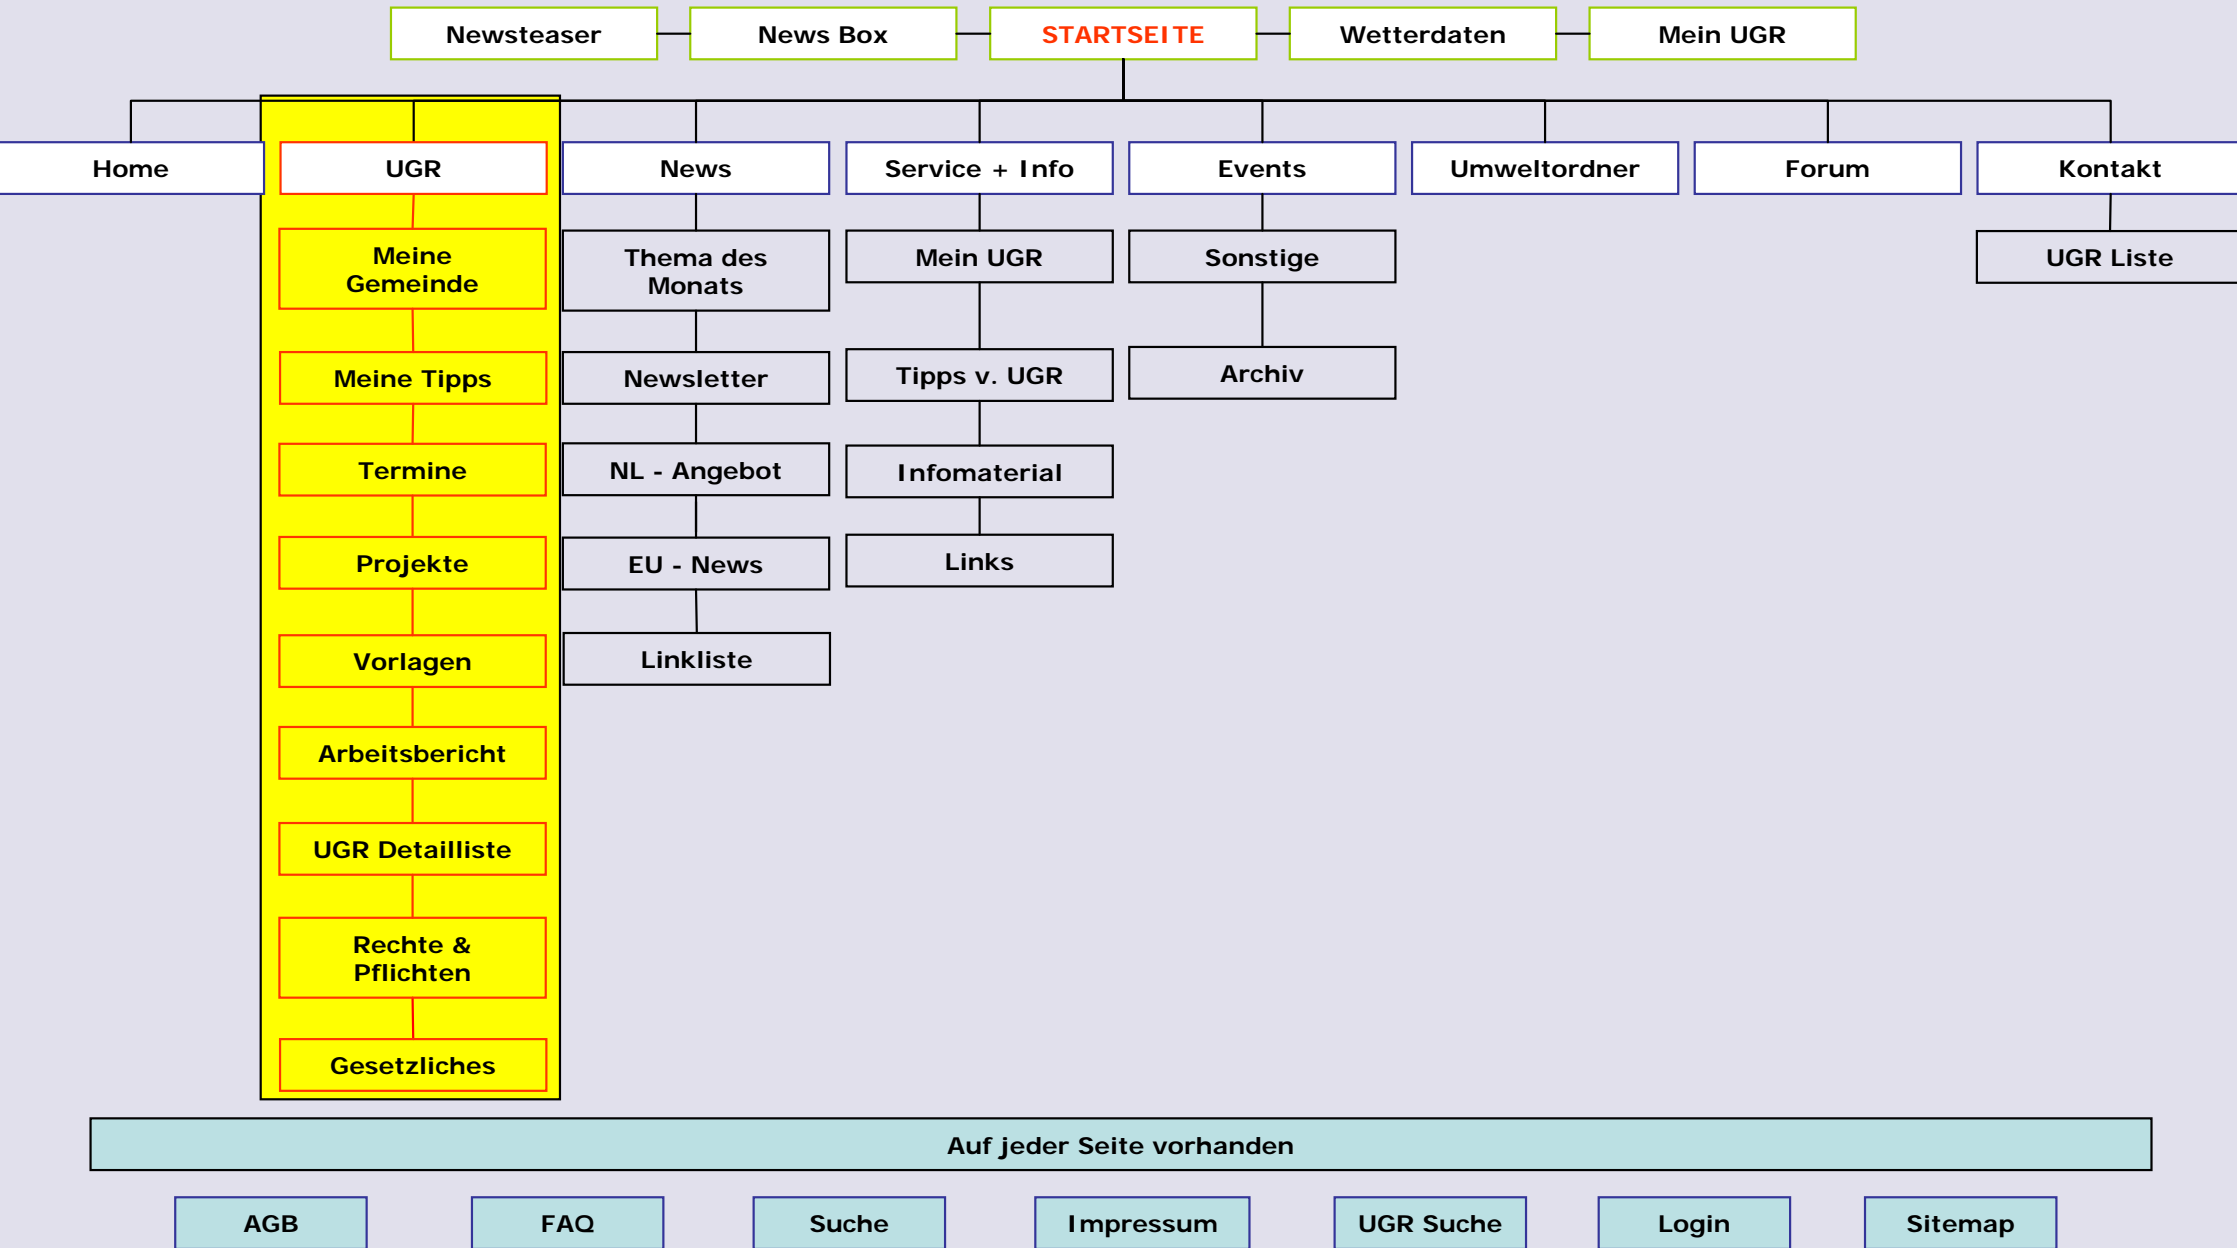 Newsteaser
News Box
STARTSEITE
Wetterdaten
Mein UGR
Home
UGR
News
Service + Info
Events
Umweltordner
Forum
Kontakt
Meine
Gemeinde
Meine Tipps
Termine
Projekte
Vorlagen
Arbeitsbericht
UGR Detailliste
Rechte &
Pflichten
Gesetzliches
Thema des
Monats
Newsletter
NL - Angebot
EU - News
Linkliste
Mein UGR
Tipps v. UGR
Infomaterial
Links
Sonstige
Archiv
UGR Liste
Auf jeder Seite vorhanden
AGB
FAQ
Suche
Impressum
UGR Suche
Login
Sitemap